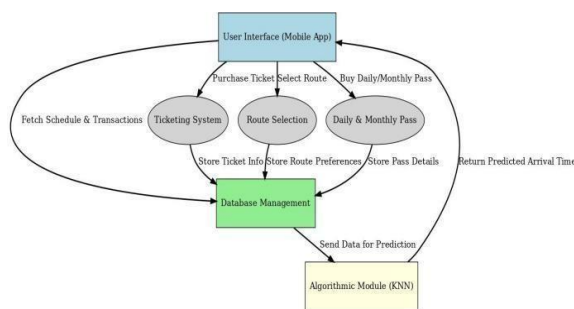 User Interface (Mobile App)
Purchase Ticket Select Route Buy Daily/Monthly Pass
Fetch Schedule & Transactions Ticketing System Route Selection Daily & Monthly Pass
Store Ticket Info Store Route Preferences Store Pass Details Return Predicted Arrival Time
Database Management
Send Data for Prediction
Algorithmic Module (KNN)